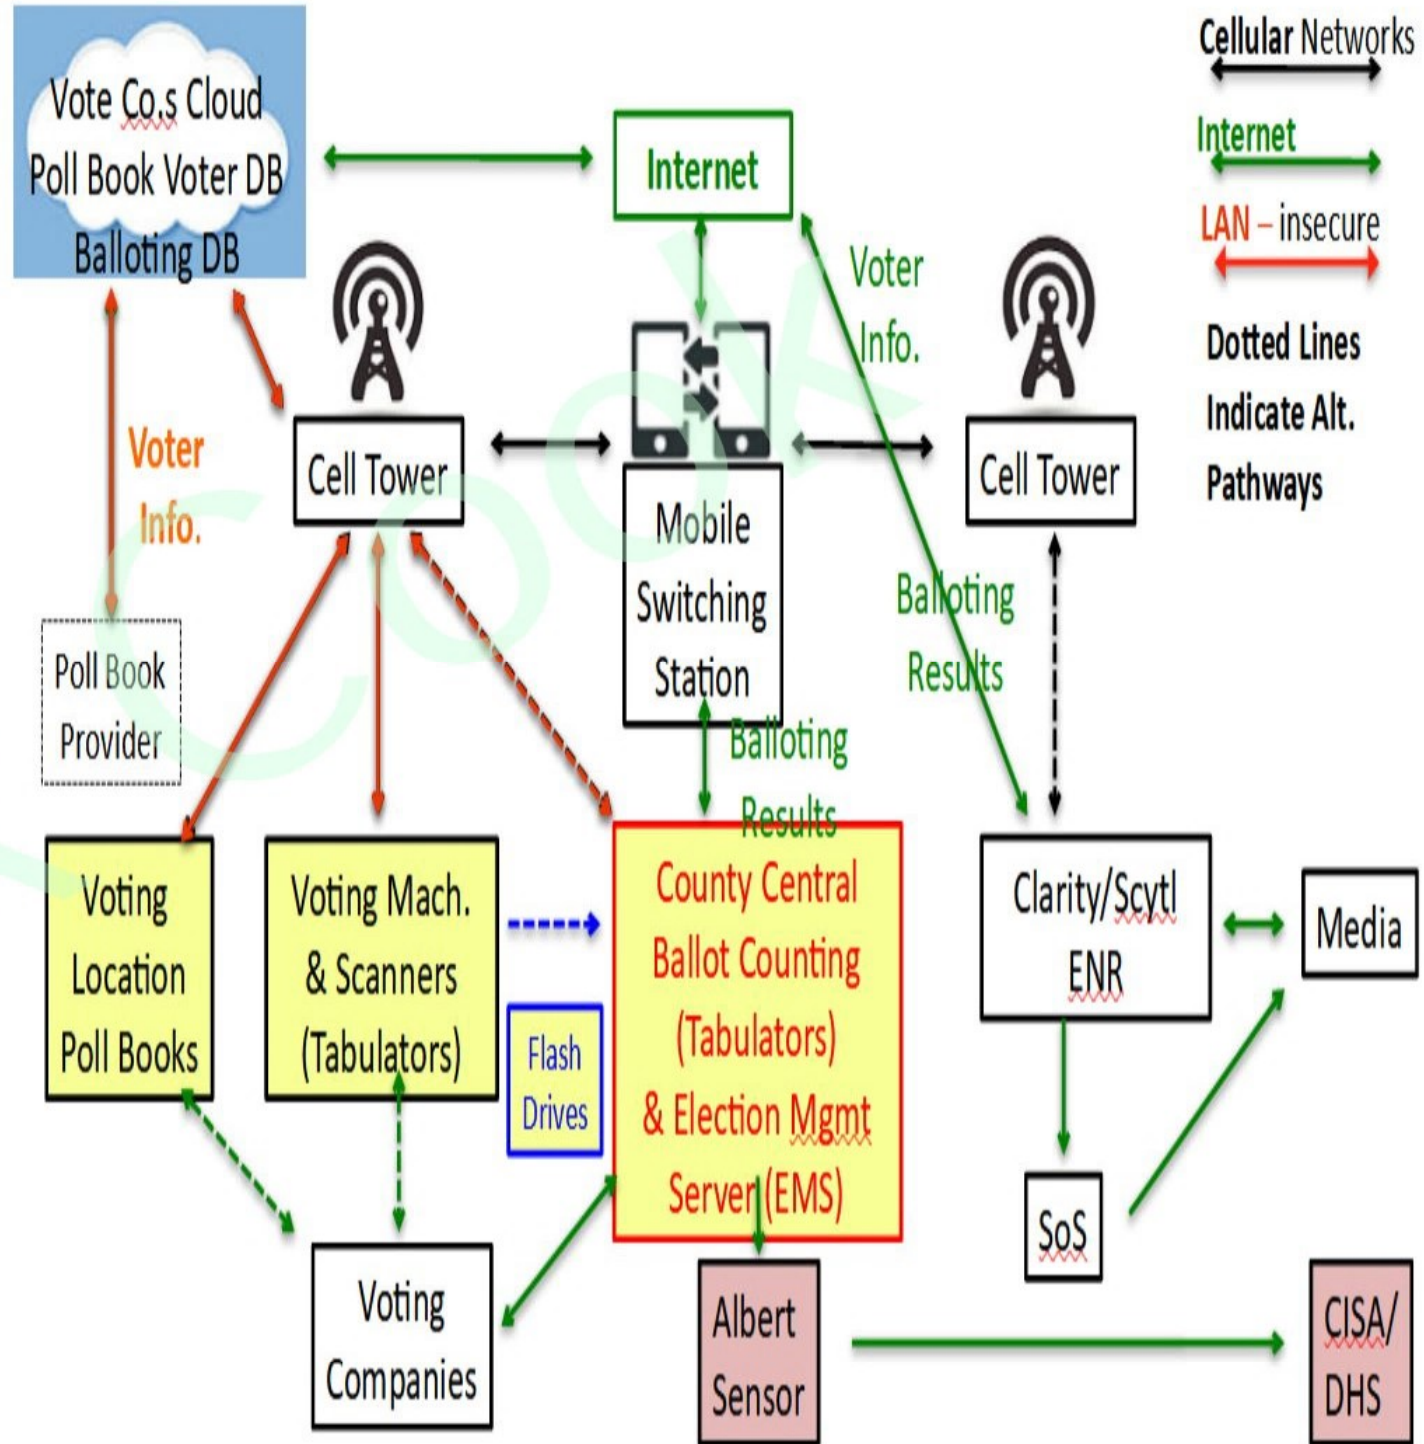 Vote Co.s Cloud
Poll Book Voter DB
Balloting DB
Internet
Cellular Networks
Internet
LAN – insecure
Dotted Lines
Indicate Alt.
Pathways
Voter
Info.
Voter
Info.
Cell Tower
Mobile
Switching
Station
Cell Tower
Balloting
Results
Balloting
Results
Poll Book
Provider
Voting
Location
Poll Books
Voting Mach.
& Scanners
(Tabulators)
Flash
Drives
County Central
Ballot Counting
(Tabulators)
& Election Mgmt
Server (EMS)
Clarity/Scytl
ENR
Media
SoS
Voting
Companies
Albert
Sensor
CISA/
DHS
Cook